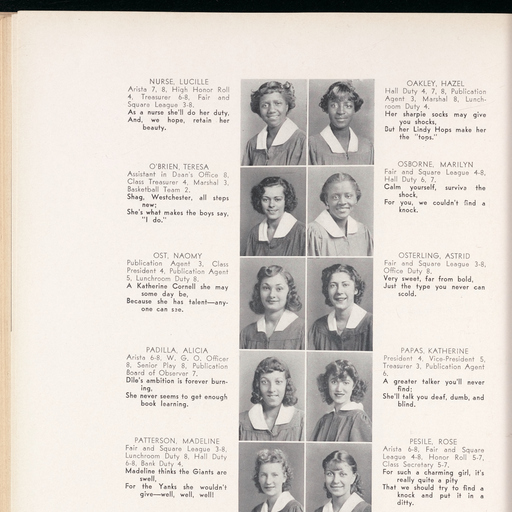 NURSE, LUCILLE
Arista 7, 8, High Honor Roll
4, Treasurer 6-8, Fair and
Square League 3-8.
As a nurse she'll do her duty,
And, we hope, retain her
beauty.
O'BRIEN, TERESA
Assistant in Dean's Office 8,
Class Treasurer 4, Marshal 3,
Basketball Team 2.
Shag, Westchester, all steps
new;
She's what makes the boys say,
"I do."
OST, NAOMY
Publication Agent 3, Class
President 4, Publication Agent
5, Lunchroom Duty 8.
A Katherine Cornell she may
some day be,
Because she has talent—any-
one can see.
PADILLA, ALICIA
Arista 6-8, W. G. O. Officer
8, Senior Play 8, Publication
Board of Observer 7.
Dile's ambition is forever burn-
ing,
She never seems to get enough
book learning.
PATTERSON, MADELINE
Fair and Square League 3-8,
Lunchroom Duty 8, Hall Duty
6-8, Bank Duty 4.
Madeline thinks the Giants are
swell,
For the Yanks she wouldn't
give—well, well, well!
OAKLEY, HAZEL
Hall Duty 4, 7, 8, Publication
Agent 3, Marshal 8, Lunch-
room Duty 4.
Her sharpie socks may give
you shocks,
But her Lindy Hops make her
the "tops."
OSBORNE, MARILYN
Fair and Square League 4-8,
Hall Duty 6, 7.
Calm yourself, survive the
shock,
For you, we couldn't find a
knock.
OSTERLING, ASTRID
Fair and Square League 3-8,
Office Duty 8.
Very sweet, far from bold,
Just the type you never can
scold.
PAPAS, KATHERINE
President 4, Vice-President 5,
Treasurer 3, Publication Agent
6.
A greater talker you'll never
find;
She'll talk you deaf, dumb, and
blind.
PESILE, ROSE
Arista 6-8, Fair and Square
League 4-8, Honor Roll 5-7,
Class Secretary 5-7.
For such a charming girl, it's
really quite a pity
That we should try to find a
knock and put it in a
ditty.